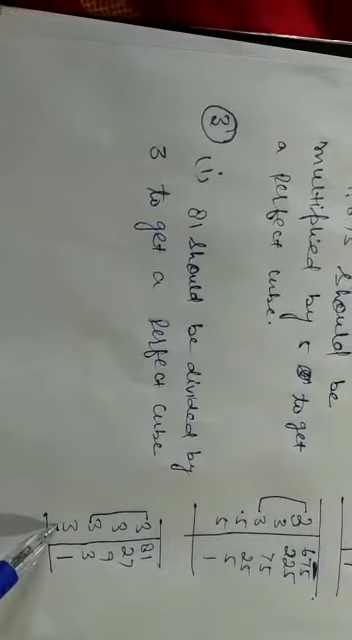 should be
multiplied by 5 to get
a perfect cube.
3 675
3 225
3 75
5 25
5 5
1
3 (i) 81 should be divided by
3 to get a perfect cube
3 81
3 27
3 9
3 3
1